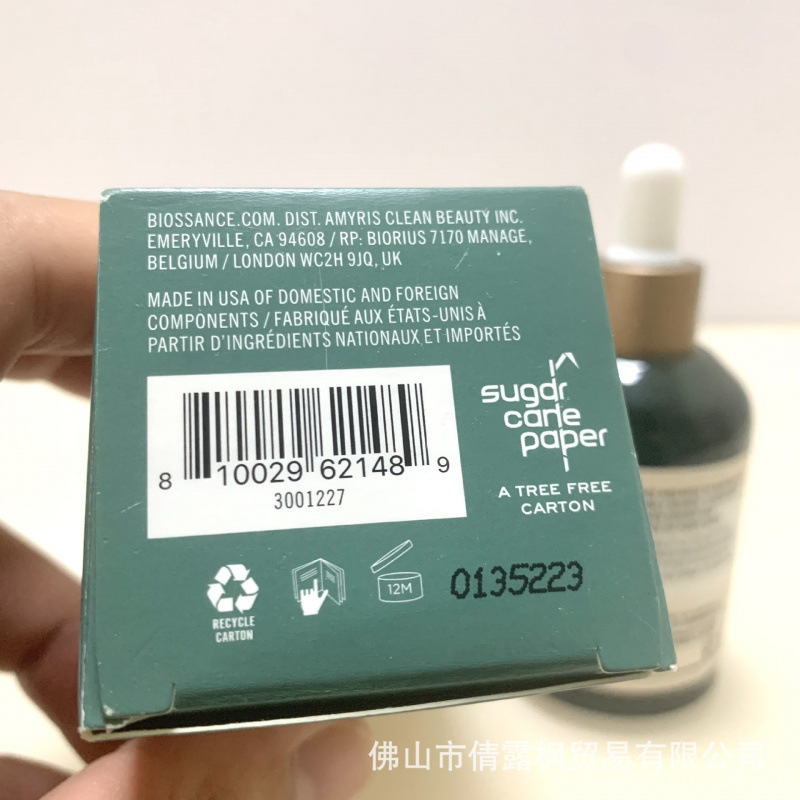 BIOSSANCE.COM. DIST. AMYRIS CLEAN BEAUTY INC.
EMERYVILLE, CA 94608 / RP: BIORIUS 7170 MANAGE,
BELGIUM / LONDON WC2H 9JQ, UK
MADE IN USA OF DOMESTIC AND FOREIGN
COMPONENTS / FABRIQUÉ AUX ÉTATS-UNIS À
PARTIR D'INGRÉDIENTS NATIONAUX ET IMPORTÉS
sugar
cane
paper
A TREE FREE
CARTON
8 10029 62148 9
3001227
RECYCLE
CARTON
12M
0135223
佛山市倩露枫贸易有限公司